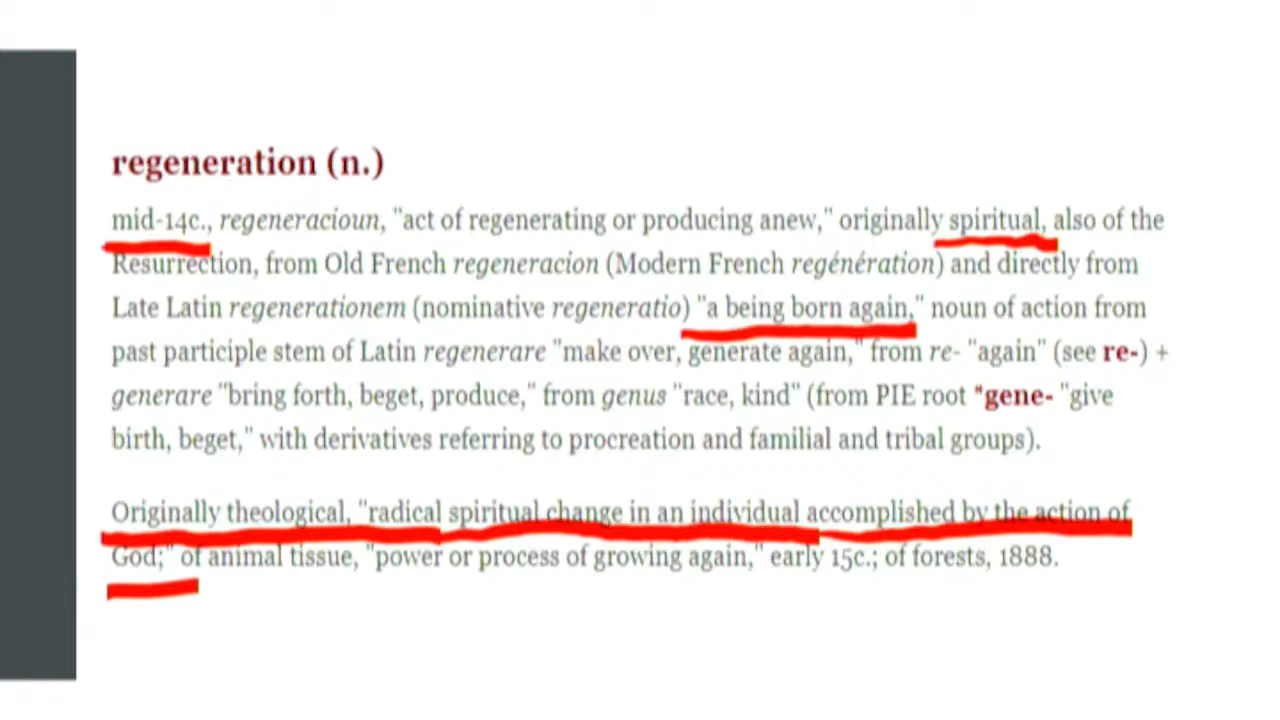 regeneration (n.)
mid-14c., regeneracioun, "act of regenerating or producing anew," originally spiritual, also of the
Resurrection, from Old French regeneracion (Modern French regénération) and directly from
Late Latin regenerationem (nominative regeneratio) "a being born again," noun of action from
past participle stem of Latin regenerare "make over, generate again," from re- "again" (see re-) +
generare "bring forth, beget, produce," from genus "race, kind" (from PIE root *gene- "give
birth, beget," with derivatives referring to procreation and familial and tribal groups).
Originally theological, "radical spiritual change in an individual accomplished by the action of
God;" of animal tissue, "power or process of growing again," early 15c.; of forests, 1888.